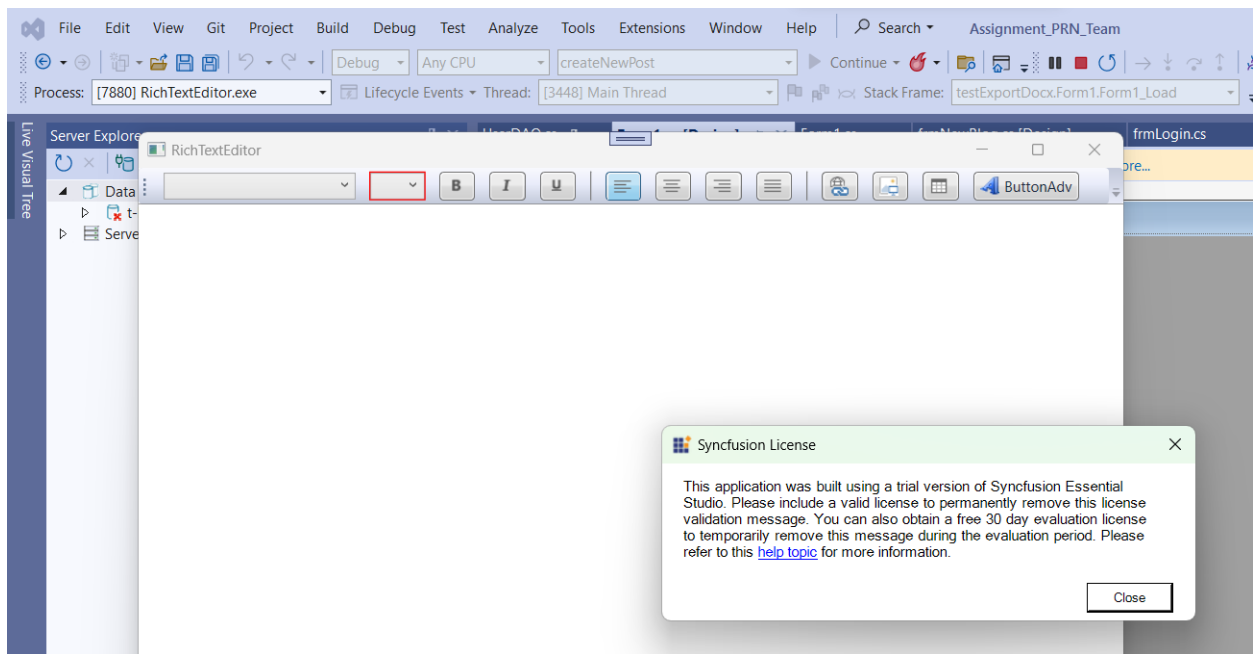 File Edit View Git Project Build Debug Test Analyze Tools Extensions Window Help Search Assignment_PRN_Team
Debug Any CPU createNewPost Continue
Process: [7880] RichTextEditor.exe Lifecycle Events Thread: [3448] Main Thread Stack Frame: testExportDocx.Form1.Form1_Load
Live Visual Tree
Server Explore frmLogin.cs
RichTextEditor
ore...
B I U ButtonAdv
Data
t-
Serve
Syncfusion License
This application was built using a trial version of Syncfusion Essential
Studio. Please include a valid license to permanently remove this license
validation message. You can also obtain a free 30 day evaluation license
to temporarily remove this message during the evaluation period. Please
refer to this help topic for more information.
Close